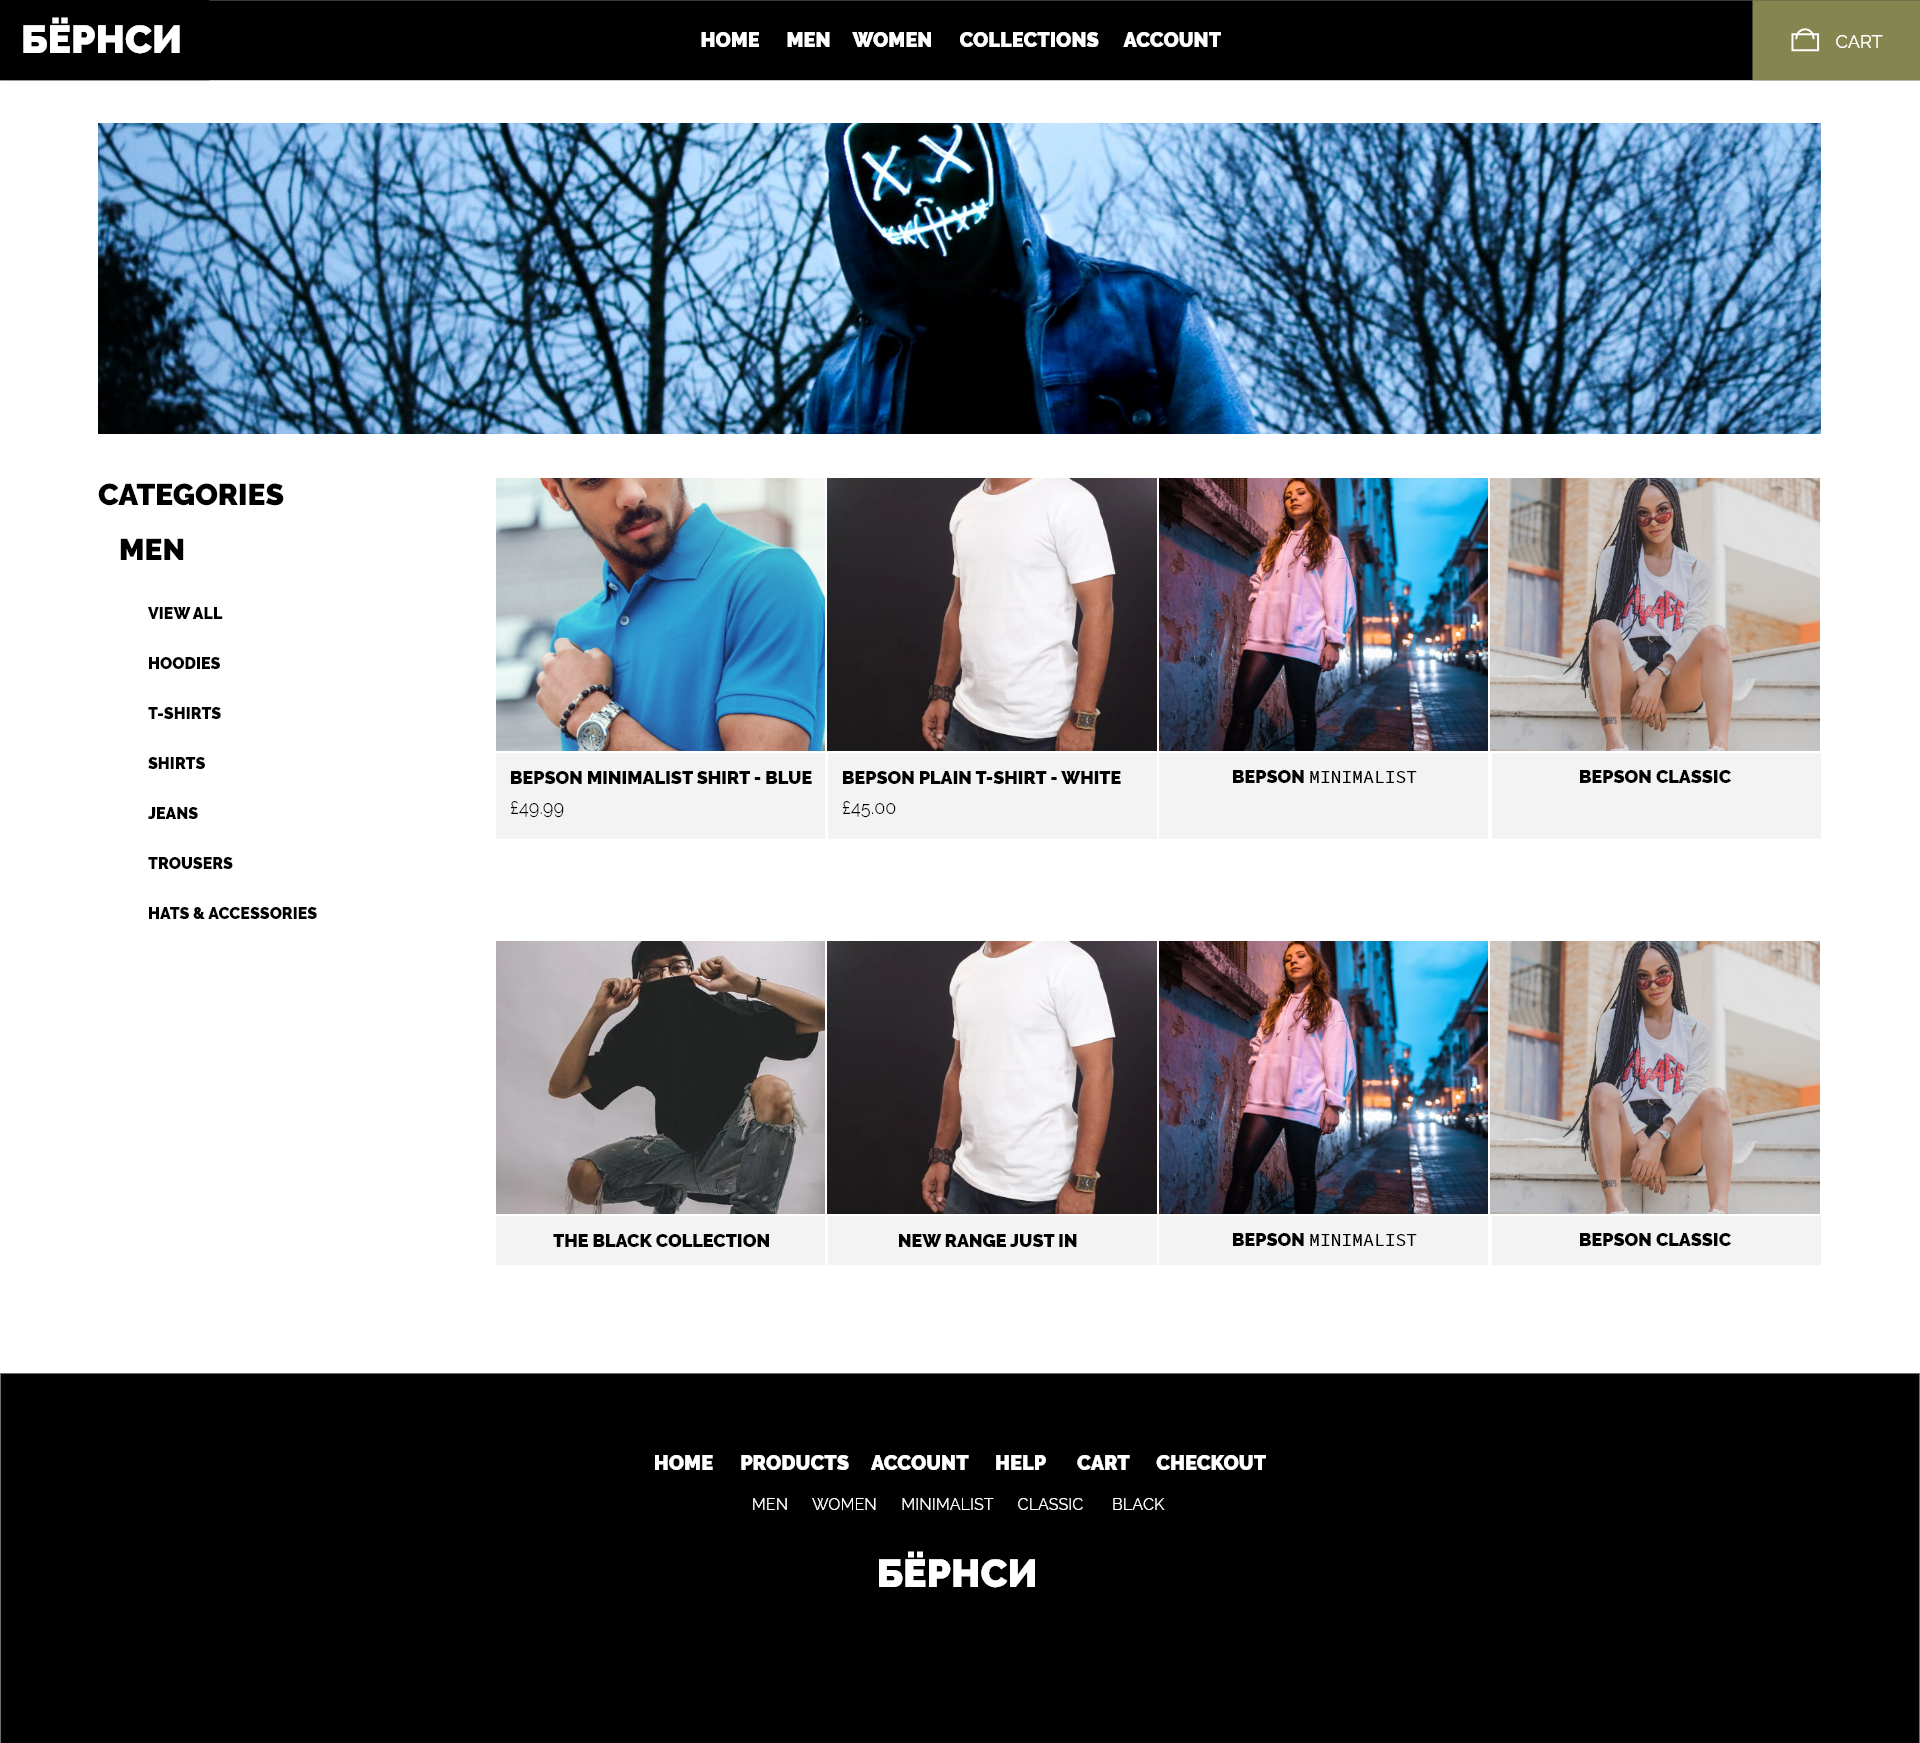 БЁРНСИ
HOME MEN WOMEN COLLECTIONS ACCOUNT
CART
CATEGORIES
MEN
VIEW ALL
HOODIES
T-SHIRTS
SHIRTS
JEANS
TROUSERS
HATS & ACCESSORIES
BEPSON MINIMALIST SHIRT - BLUE
£49.99
BEPSON PLAIN T-SHIRT - WHITE
£45.00
BEPSON MINIMALIST
BEPSON CLASSIC
THE BLACK COLLECTION
NEW RANGE JUST IN
BEPSON MINIMALIST
BEPSON CLASSIC
HOME PRODUCTS ACCOUNT HELP CART CHECKOUT
MEN WOMEN MINIMALIST CLASSIC BLACK
БЁРНСИ